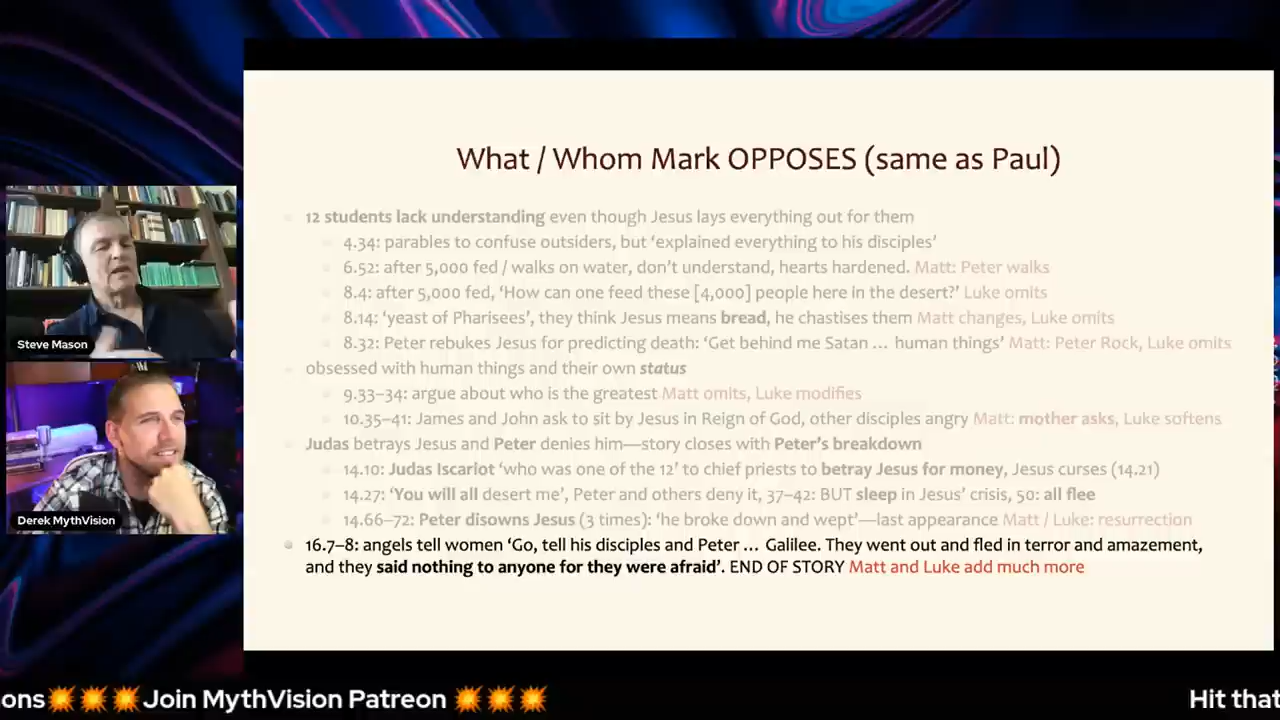 What / Whom Mark OPPOSES (same as Paul)
12 students lack understanding even though Jesus lays everything out for them
4.34: parables to confuse outsiders, but ‘explained everything to his disciples’
6.52: after 5,000 fed / walks on water, don’t understand, hearts hardened. Matt: Peter walks
8.4: after 5,000 fed, ‘How can one feed these [4,000] people here in the desert?’ Luke omits
8.14: ‘yeast of Pharisees’, they think Jesus means bread, he chastises them Matt changes, Luke omits
8.32: Peter rebukes Jesus for predicting death: ‘Get behind me Satan … human things’ Matt: Peter Rock, Luke omits
obsessed with human things and their own status
9.33–34: argue about who is the greatest Matt omits, Luke modifies
10.35–41: James and John ask to sit by Jesus in Reign of God, other disciples angry Matt: mother asks, Luke softens
Judas betrays Jesus and Peter denies him—story closes with Peter’s breakdown
14.10: Judas Iscariot ‘who was one of the 12’ to chief priests to betray Jesus for money, Jesus curses (14.21)
14.27: ‘You will all desert me’, Peter and others deny it, 37–42: BUT sleep in Jesus’ crisis, 50: all flee
14.66–72: Peter disowns Jesus (3 times): ‘he broke down and wept’—last appearance Matt / Luke: resurrection
16.7–8: angels tell women ‘Go, tell his disciples and Peter … Galilee. They went out and fled in terror and amazement,
and they said nothing to anyone for they were afraid’. END OF STORY Matt and Luke add much more
Steve Mason
Derek MythVision
ons💥💥💥Join MythVision Patreon 💥💥💥
Hit that